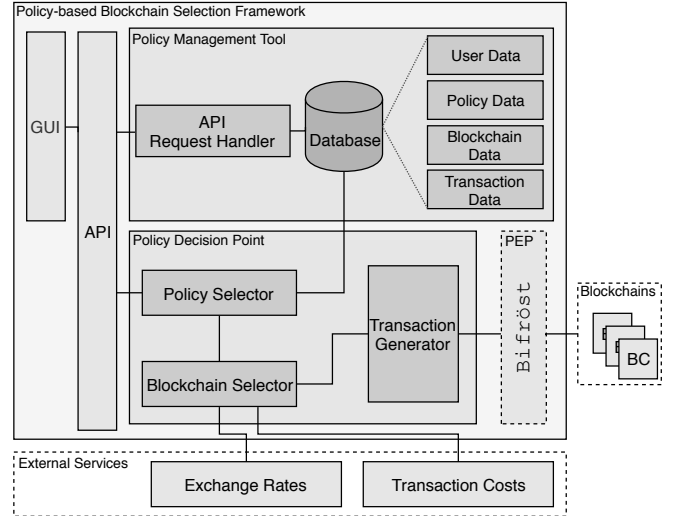 Policy-based Blockchain Selection Framework
Policy Management Tool
User Data
Policy Data
Blockchain
Data
Transaction
Data
GUI
API
Request Handler
Database
API
Policy Decision Point
PEP
Policy Selector
Transaction
Generator
Bifröst
Blockchains
BC
Blockchain Selector
External Services
Exchange Rates
Transaction Costs